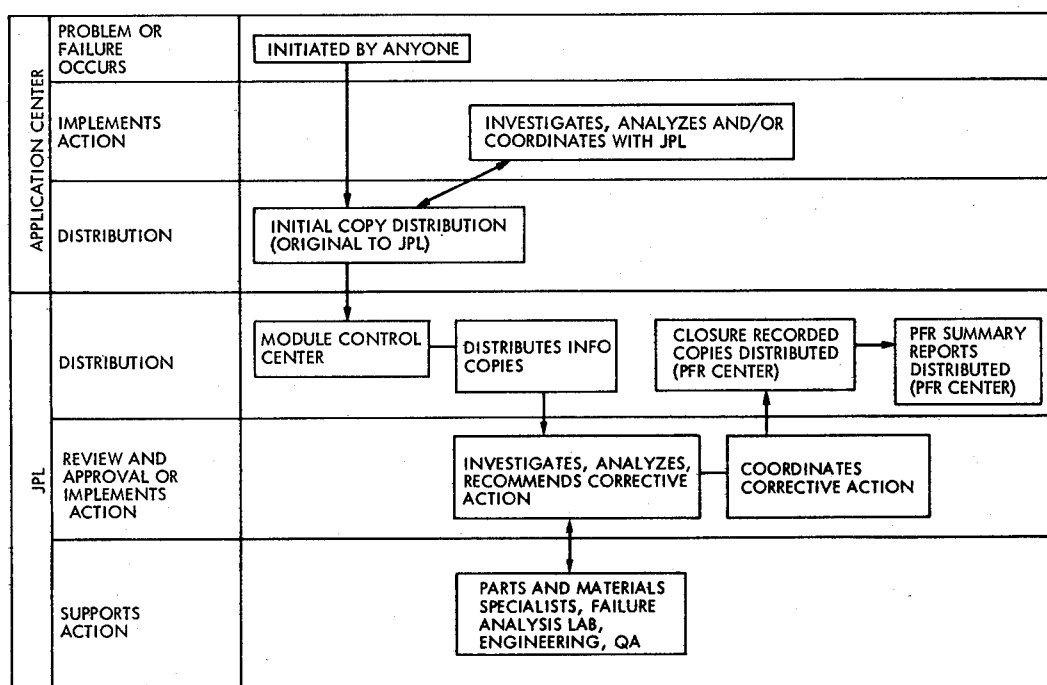 APPLICATION CENTER
PROBLEM OR
FAILURE
OCCURS
INITIATED BY ANYONE
IMPLEMENTS
ACTION
INVESTIGATES, ANALYZES AND/OR
COORDINATES WITH JPL
DISTRIBUTION
INITIAL COPY DISTRIBUTION
(ORIGINAL TO JPL)
JPL
DISTRIBUTION
MODULE CONTROL
CENTER
DISTRIBUTES INFO
COPIES
CLOSURE RECORDED
COPIES DISTRIBUTED
(PFR CENTER)
PFR SUMMARY
REPORTS
DISTRIBUTED
(PFR CENTER)
REVIEW AND
APPROVAL OR
IMPLEMENTS
ACTION
INVESTIGATES, ANALYZES,
RECOMMENDS CORRECTIVE
ACTION
COORDINATES
CORRECTIVE ACTION
SUPPORTS
ACTION
PARTS AND MATERIALS
SPECIALISTS, FAILURE
ANALYSIS LAB,
ENGINEERING, QA